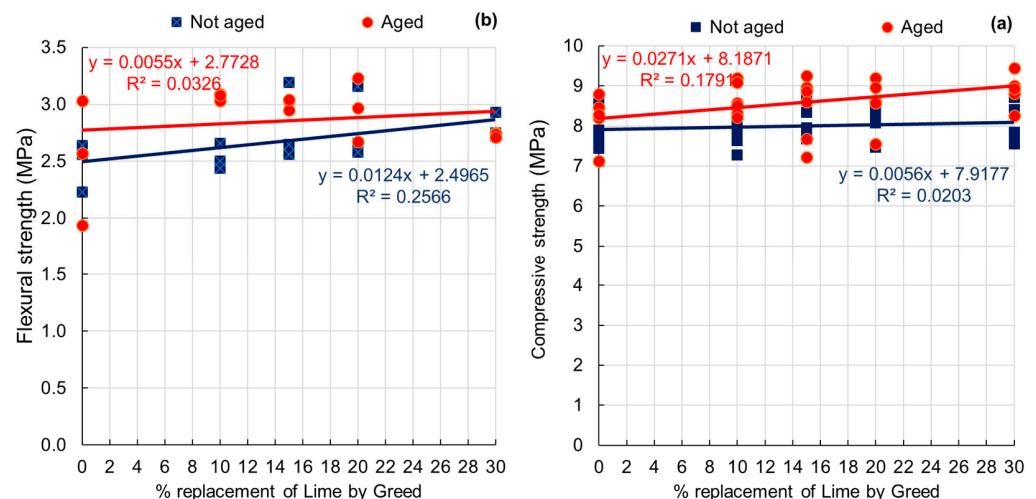 Not aged
Aged
(b)
y = 0.0055x + 2.7728
R² = 0.0326
y = 0.0124x + 2.4965
R² = 0.2566
Flexural strength (MPa)
3.5
3.0
2.5
2.0
1.5
1.0
0.5
0.0
0 2 4 6 8 10 12 14 16 18 20 22 24 26 28 30
% replacement of Lime by Greed
Not aged
Aged
(a)
y = 0.0271x + 8.1871
R² = 0.1791
y = 0.0056x + 7.9177
R² = 0.0203
Compressive strength (MPa)
10
9
8
7
6
5
4
3
2
1
0
0 2 4 6 8 10 12 14 16 18 20 22 24 26 28 30
% replacement of Lime by Greed